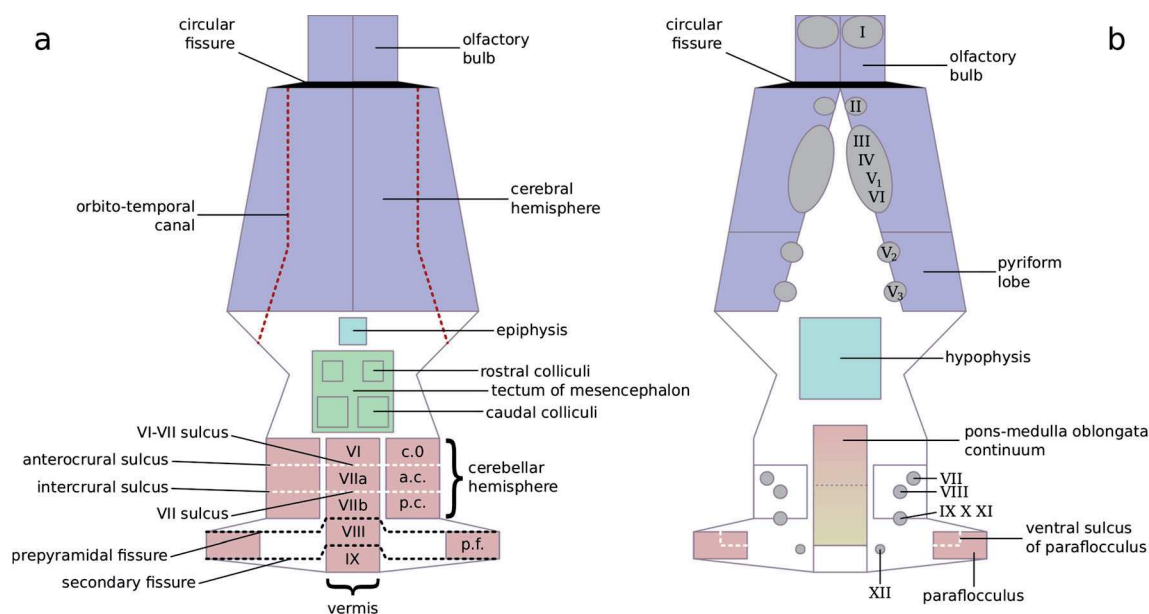 a
circular
fissure
olfactory
bulb
orbito-temporal
canal
cerebral
hemisphere
epiphysis
rostral colliculi
tectum of mesencephalon
caudal colliculi
VI-VII sulcus
anterocrural sulcus
intercrural sulcus
VII sulcus
prepyramidal fissure
secondary fissure
VI
c.0
VIIa
a.c.
VIIb
p.c.
VIII
p.f.
IX
cerebellar
hemisphere
vermis
b
circular
fissure
I
olfactory
bulb
II
III
IV
V1
VI
V2
V3
pyriform
lobe
hypophysis
pons-medulla oblongata
continuum
VII
VIII
IX X XI
ventral sulcus
of paraflocculus
XII
paraflocculus